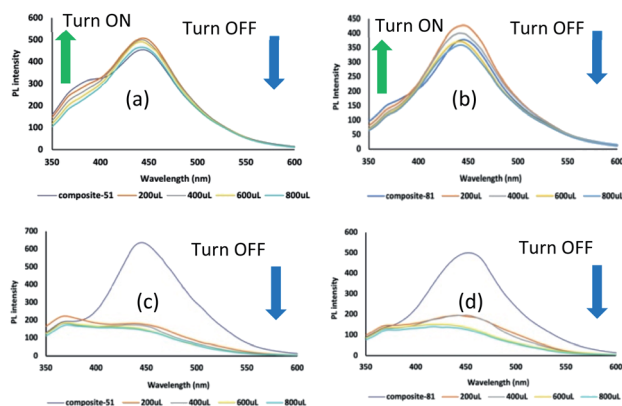 Turn ON Turn OFF
600
500
400
300
200
100
0
PL intensity
(a)
350 400 450 500 550 600
Wavelength (nm)
composite-51 200uL 400uL 600uL 800uL
Turn ON Turn OFF
450
400
350
300
250
200
150
100
50
0
PL intensity
(b)
350 400 450 500 550 600
Wavelength (nm)
composite-81 200uL 400uL 600uL 800uL
Turn OFF
700
600
500
400
300
200
100
0
PL intensity
(c)
350 400 450 500 550 600
Wavelength (nm)
composite-51 200uL 400uL 600uL 800uL
Turn OFF
600
500
400
300
200
100
0
PL intensity
(d)
350 400 450 500 550 600
Wavelength (nm)
composite-81 200uL 400uL 600uL 800uL